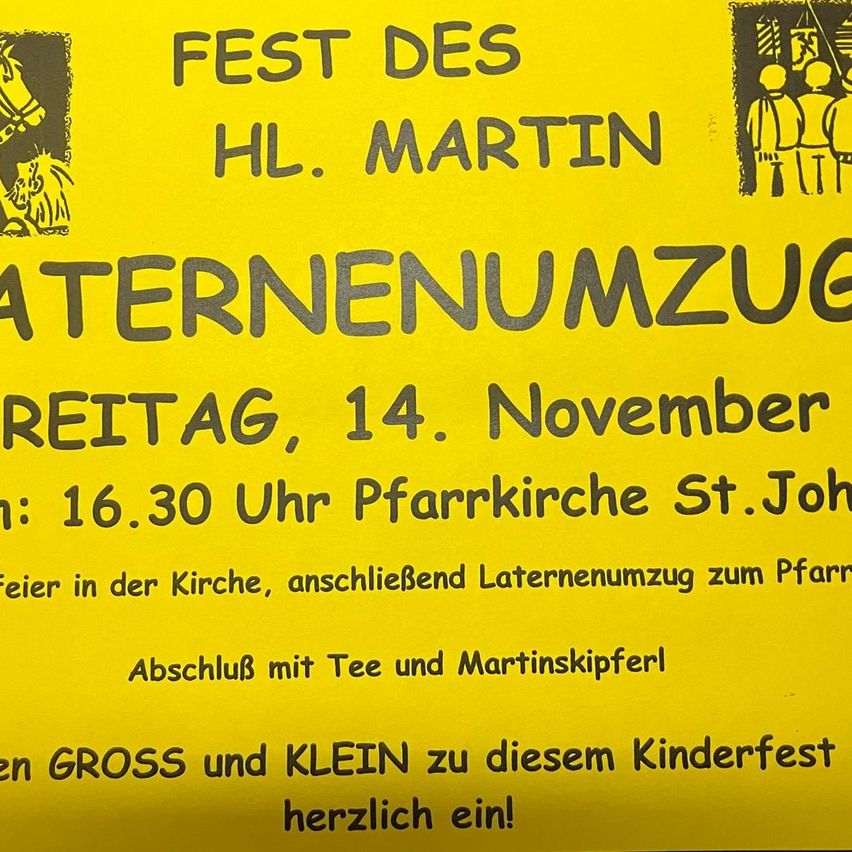 FEST DES
HL. MARTIN
ATERNENUMZUG
REITAG, 14. November
: 16.30 Uhr Pfarrkirche St.Joh
feier in der Kirche, anschließend Laternenumzug zum Pfarr
Abschluß mit Tee und Martinskipferl
en GROSS und KLEIN zu diesem Kinderfest
herzlich ein!